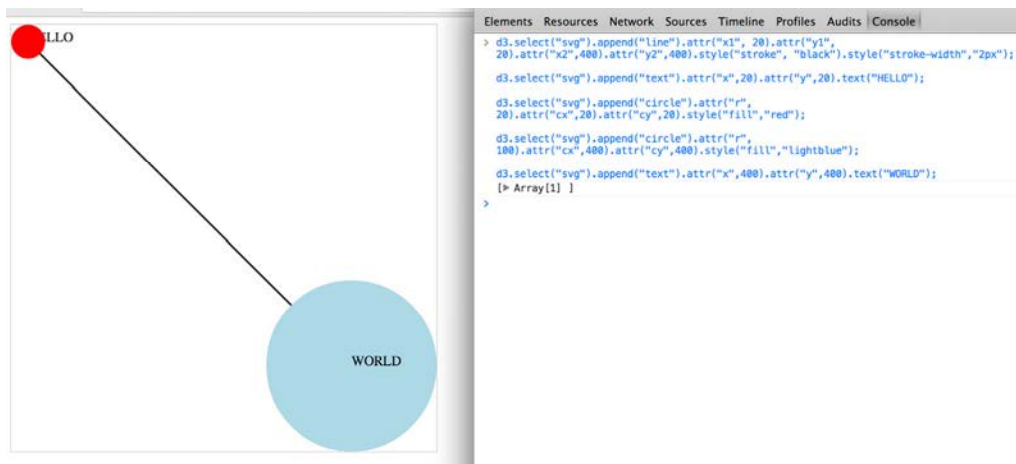 LLO
WORLD
Elements Resources Network Sources Timeline Profiles Audits Console
> d3.select("svg").append("line").attr("x1", 20).attr("y1",
20).attr("x2",400).attr("y2",400).style("stroke", "black").style("stroke-width","2px");
d3.select("svg").append("text").attr("x",20).attr("y",20).text("HELLO");
d3.select("svg").append("circle").attr("r",
20).attr("cx",20).attr("cy",20).style("fill","red");
d3.select("svg").append("circle").attr("r",
100).attr("cx",400).attr("cy",400).style("fill","lightblue");
d3.select("svg").append("text").attr("x",400).attr("y",400).text("WORLD");
[▶ Array[1] ]
>